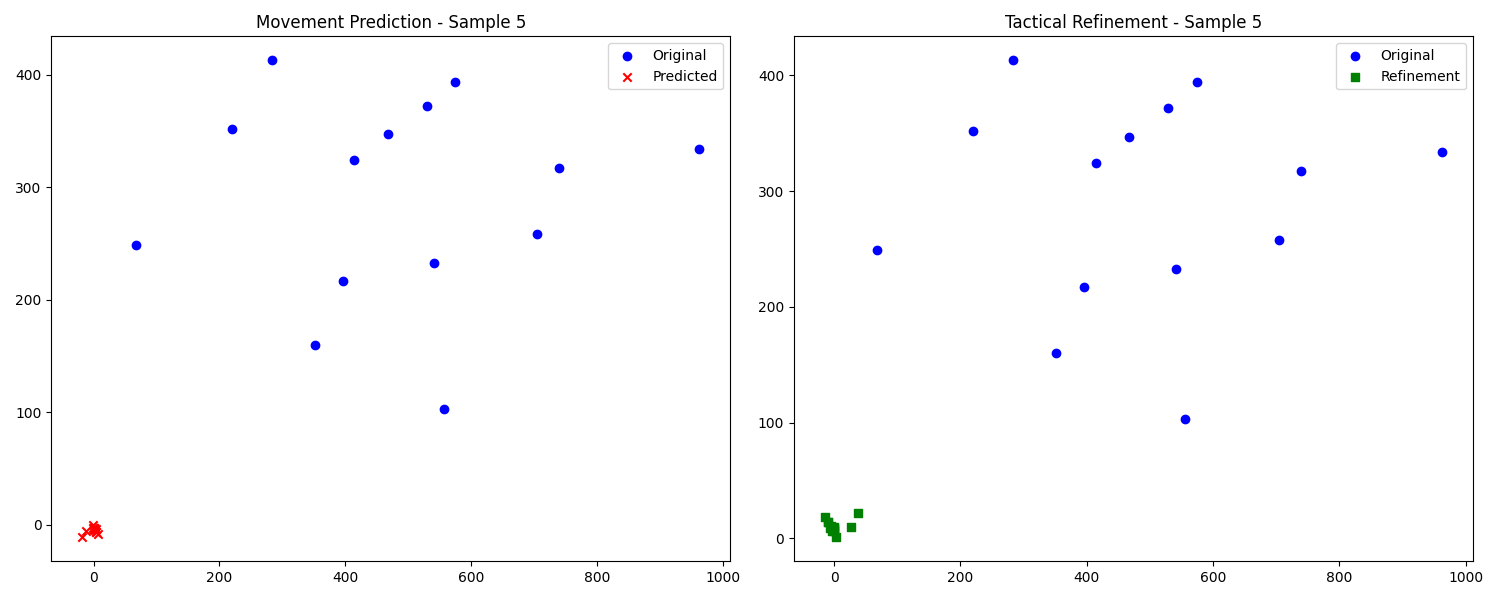 Movement Prediction - Sample 5
Original
Predicted
400
300
200
100
0
0 200 400 600 800 1000
Tactical Refinement - Sample 5
Original
Refinement
400
300
200
100
0
0 200 400 600 800 1000